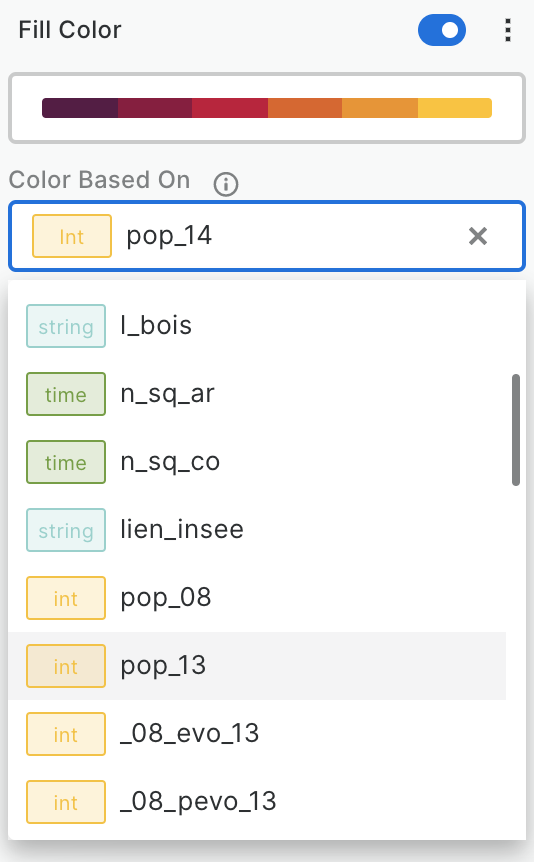 Fill Color
Color Based On
Int pop_14
string l_bois
time n_sq_ar
time n_sq_co
string lien_insee
int pop_08
int pop_13
int _08_evo_13
int _08_pevo_13